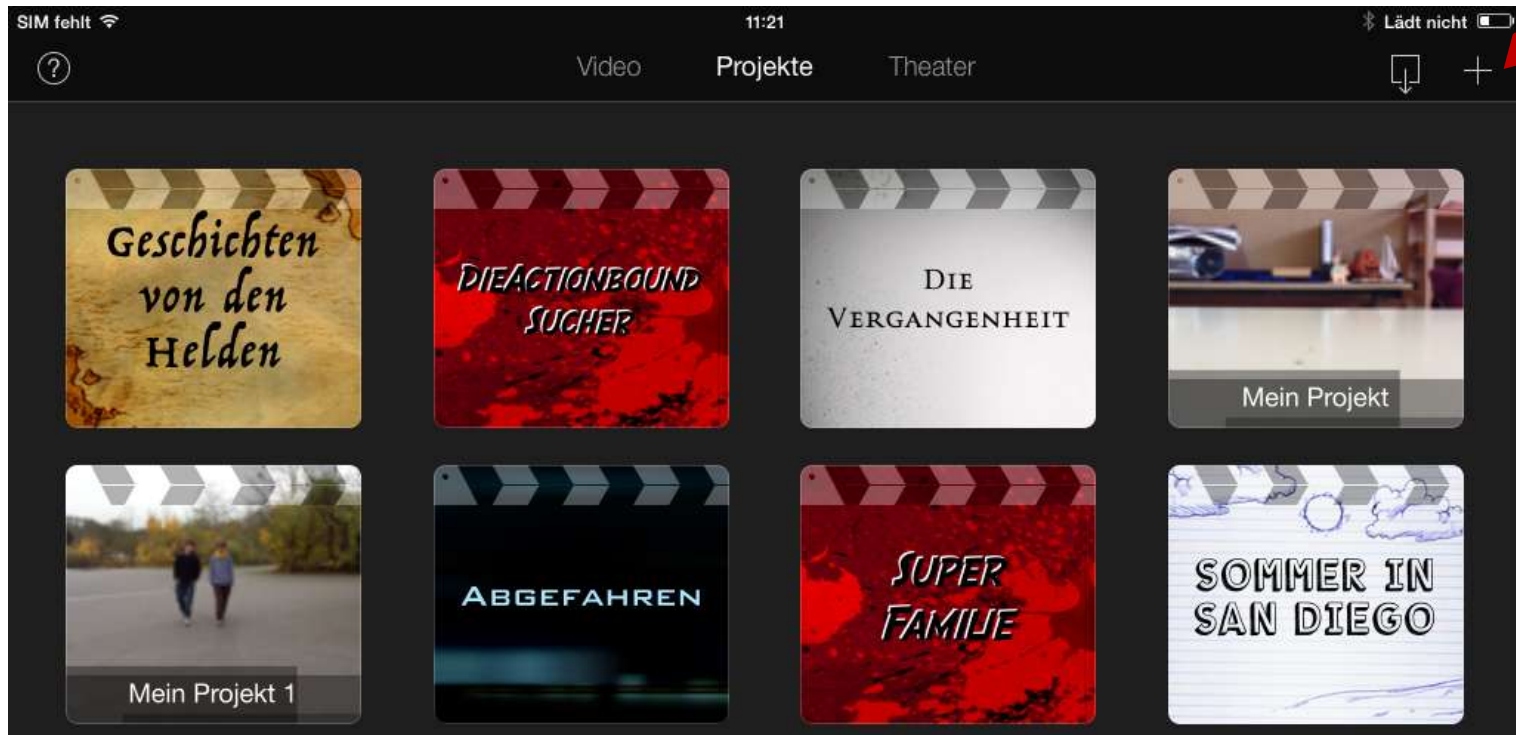 SIM fehlt 11:21 Lädt nicht
? Video Projekte Theater
Geschichten
von den
Helden
DIEACTIONBOUND
SUCHER
DIE
VERGANGENHEIT
Mein Projekt
Mein Projekt 1
ABGEFAHREN
SUPER
FAMILIE
SOMMER IN
SAN DIEGO